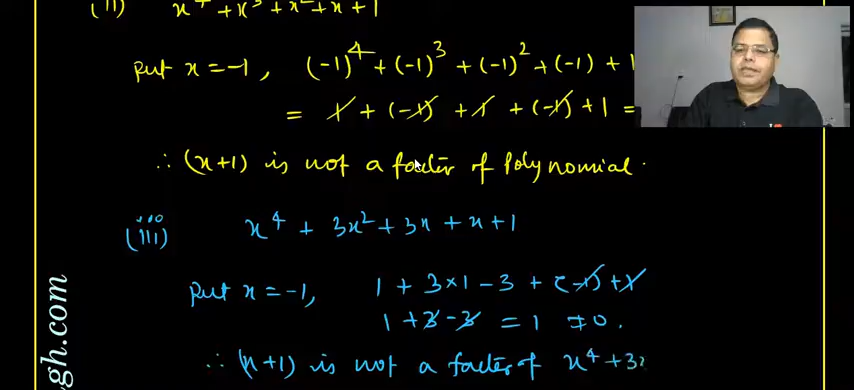 (ii) x⁴ + x³ + x² + x + 1
put x = -1, (-1)⁴ + (-1)³ + (-1)² + (-1) + 1
= 1 + (-1) + 1 + (-1) + 1 =
∴ (x+1) is not a factor of Polynomial.
(iii) x⁴ + 3x² + 3x + x + 1
put x = -1, 1 + 3×1 - 3 + (-1) + 1
1 + 3 - 3 = 1 ≠ 0.
∴ (x+1) is not a factor of x⁴ + 3x
gh.com